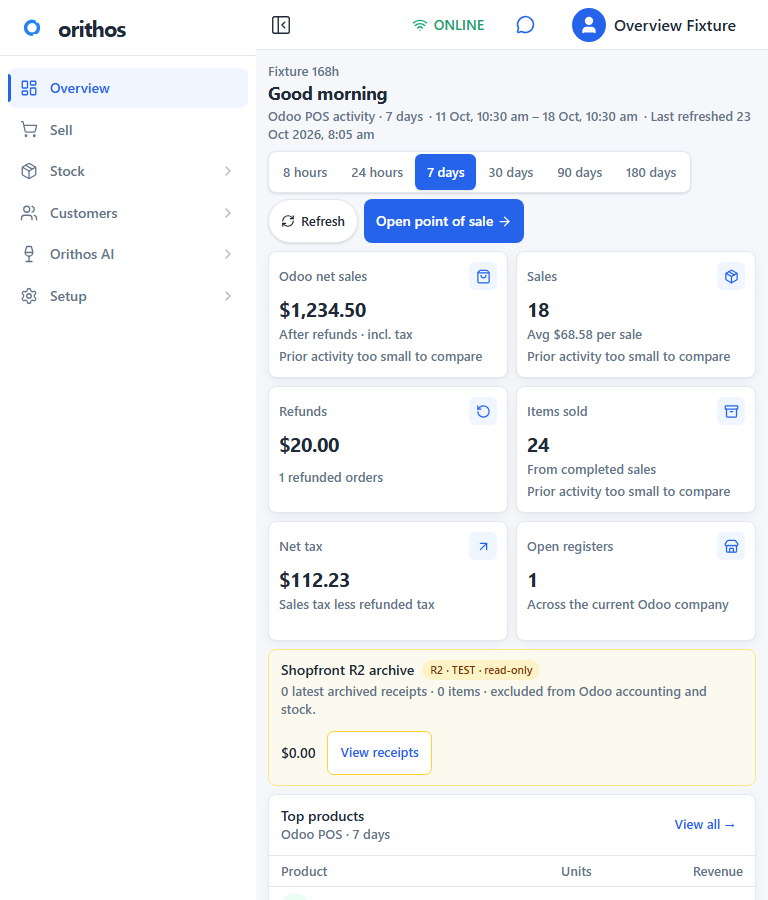 orithos
ONLINE
Overview Fixture
Overview
Sell
Stock
Customers
Orithos AI
Setup
Fixture 168h
Good morning
Odoo POS activity · 7 days · 11 Oct, 10:30 am – 18 Oct, 10:30 am · Last refreshed 23
Oct 2026, 8:05 am
8 hours
24 hours
7 days
30 days
90 days
180 days
Refresh
Open point of sale →
Odoo net sales
$1,234.50
After refunds · incl. tax
Prior activity too small to compare
Sales
18
Avg $68.58 per sale
Prior activity too small to compare
Refunds
$20.00
1 refunded orders
Items sold
24
From completed sales
Prior activity too small to compare
Net tax
$112.23
Sales tax less refunded tax
Open registers
1
Across the current Odoo company
Shopfront R2 archive
R2 · TEST · read-only
0 latest archived receipts · 0 items · excluded from Odoo accounting and
stock.
$0.00
View receipts
Top products
Odoo POS · 7 days
View all →
Product
Units
Revenue